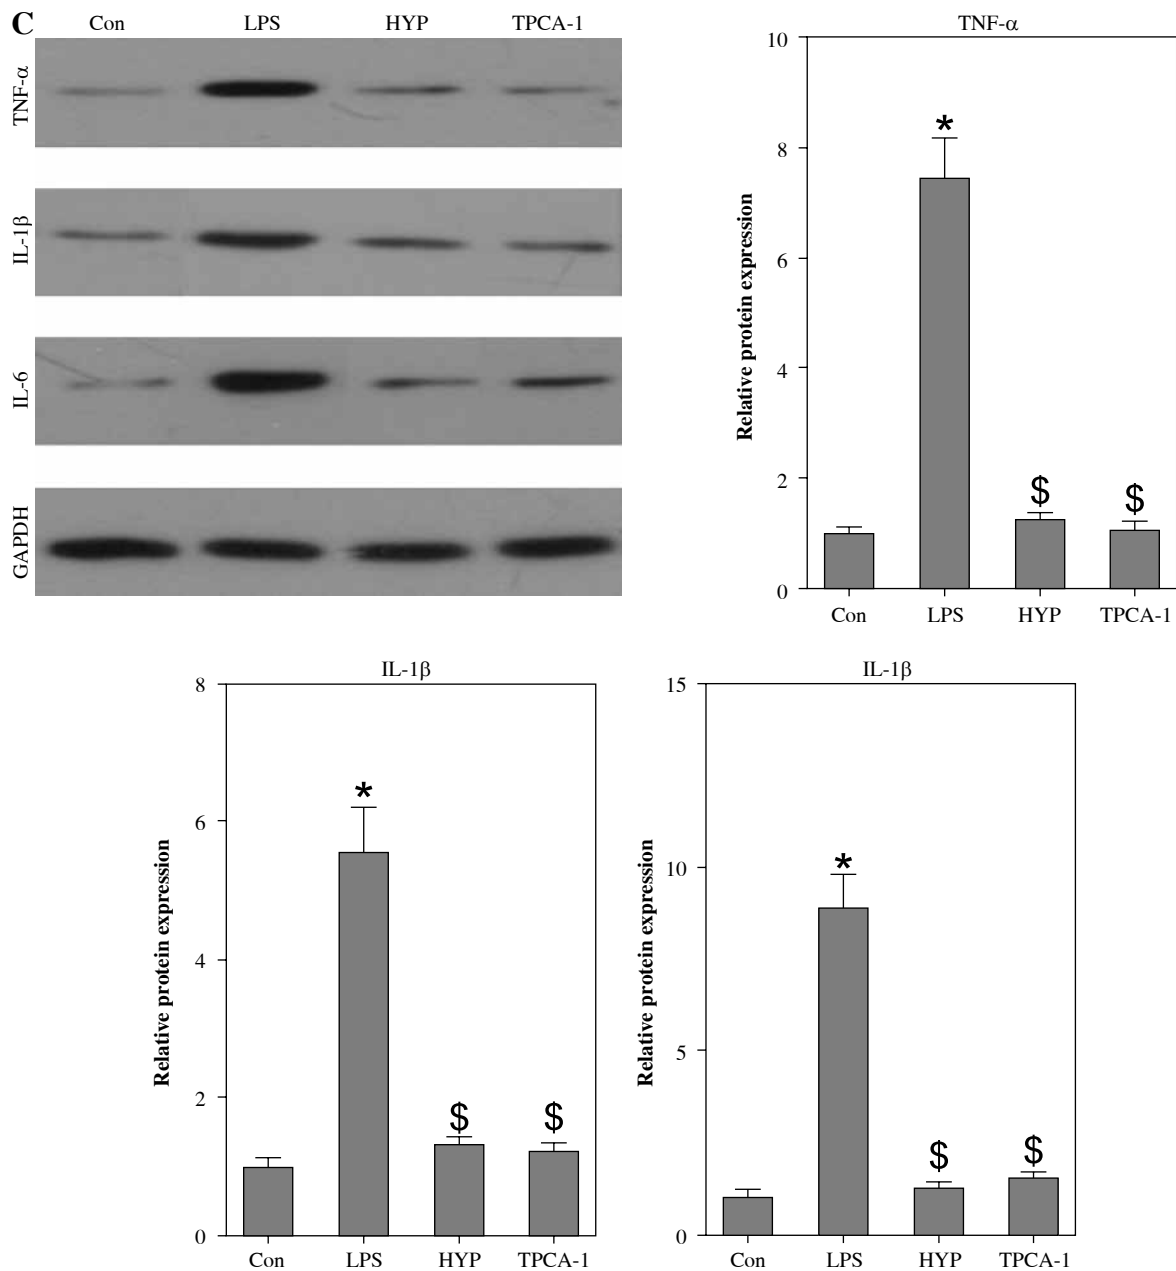 C
Con LPS HYP TPCA-1
TNF-α
IL-1β
IL-6
GAPDH
TNF-α
Relative protein expression
10
8
6
4
2
0
*
$
$
Con LPS HYP TPCA-1
IL-1β
Relative protein expression
8
6
4
2
0
*
$
$
Con LPS HYP TPCA-1
IL-1β
Relative protein expression
15
10
5
0
*
$
$
Con LPS HYP TPCA-1